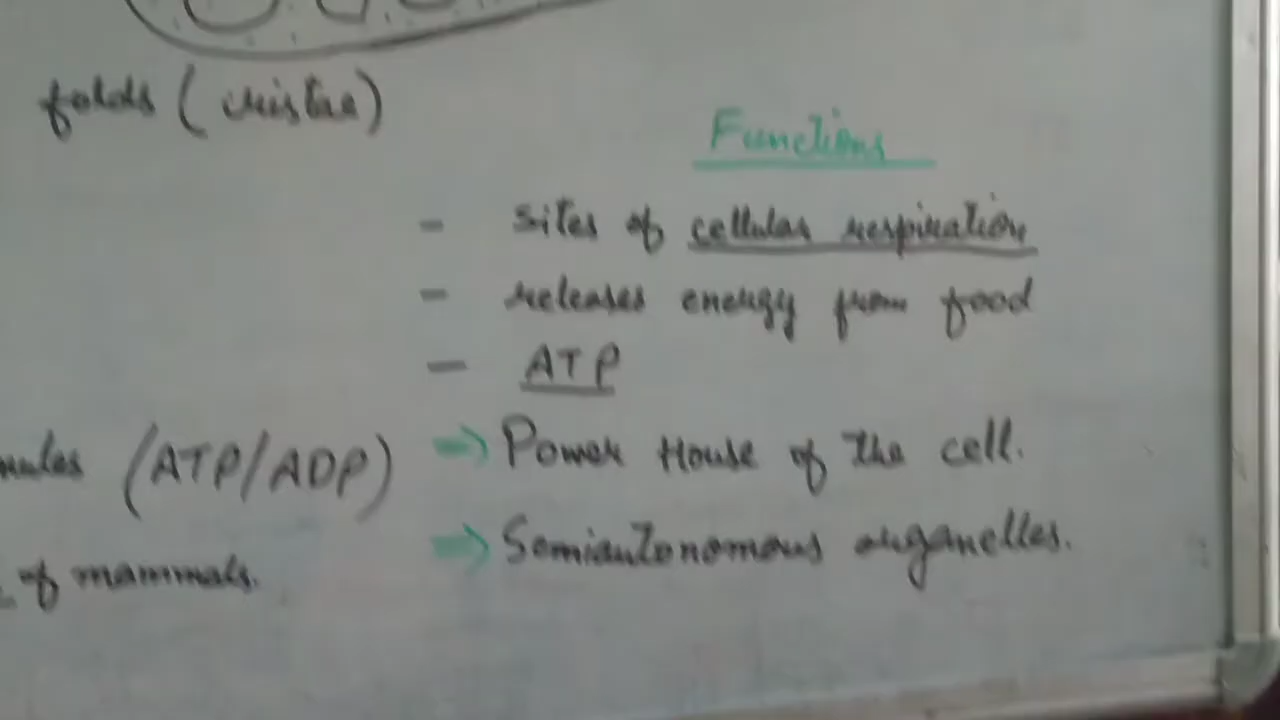 folds (cristae)
Functions
- sites of cellular respiration
- releases energy from food
- ATP
(ATP/ADP)
⇒ Power House of the cell.
⇒ Semiautonomous organelles.
of mammals.